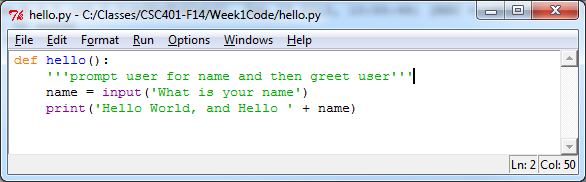 hello.py - C:/Classes/CSC401-F14/Week1Code/hello.py
File Edit Format Run Options Windows Help
def hello():
    '''prompt user for name and then greet user'''
    name = input('What is your name')
    print('Hello World, and Hello ' + name)
Ln: 2 Col: 50